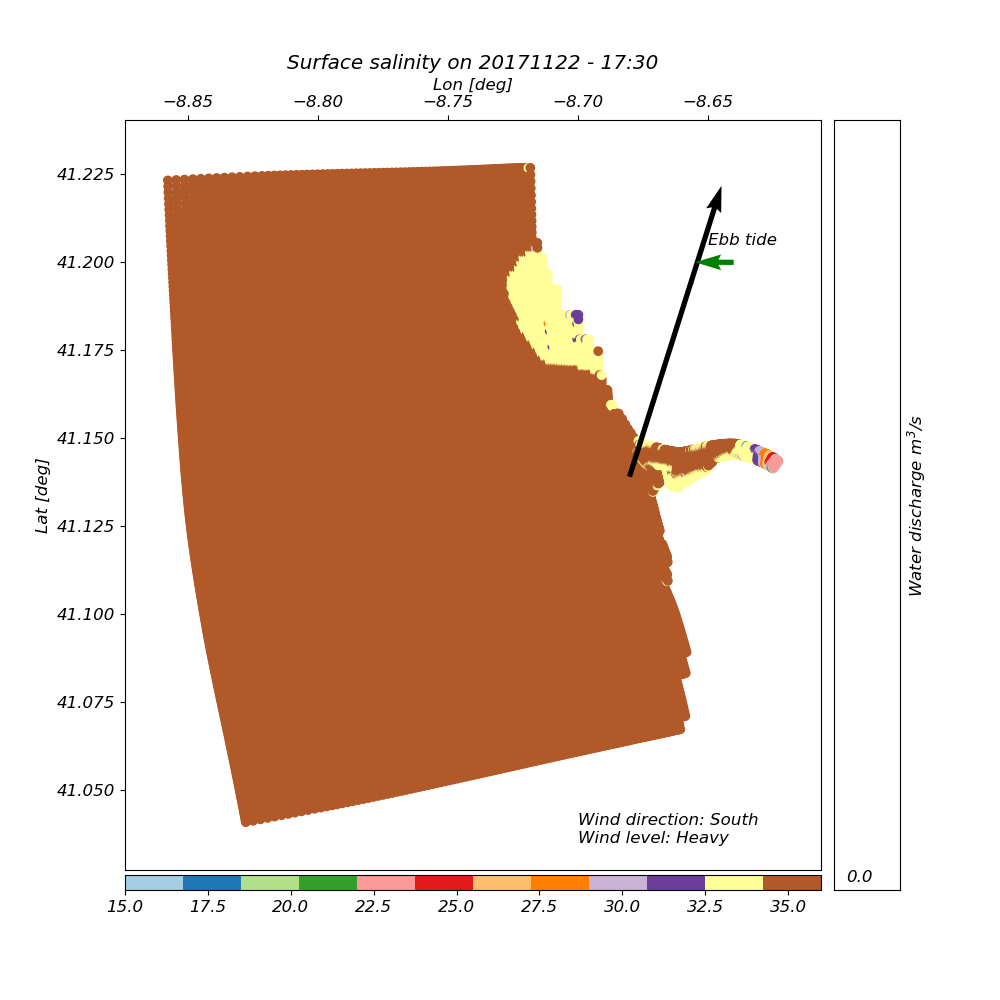 Surface salinity on 20171122 - 17:30
Lon [deg]
−8.85 −8.80 −8.75 −8.70 −8.65
41.225
Ebb tide
41.200
41.175
41.150
Lat [deg]
41.125
41.100
41.075
41.050
Water discharge m³/s
Wind direction: South
Wind level: Heavy
0.0
15.0 17.5 20.0 22.5 25.0 27.5 30.0 32.5 35.0